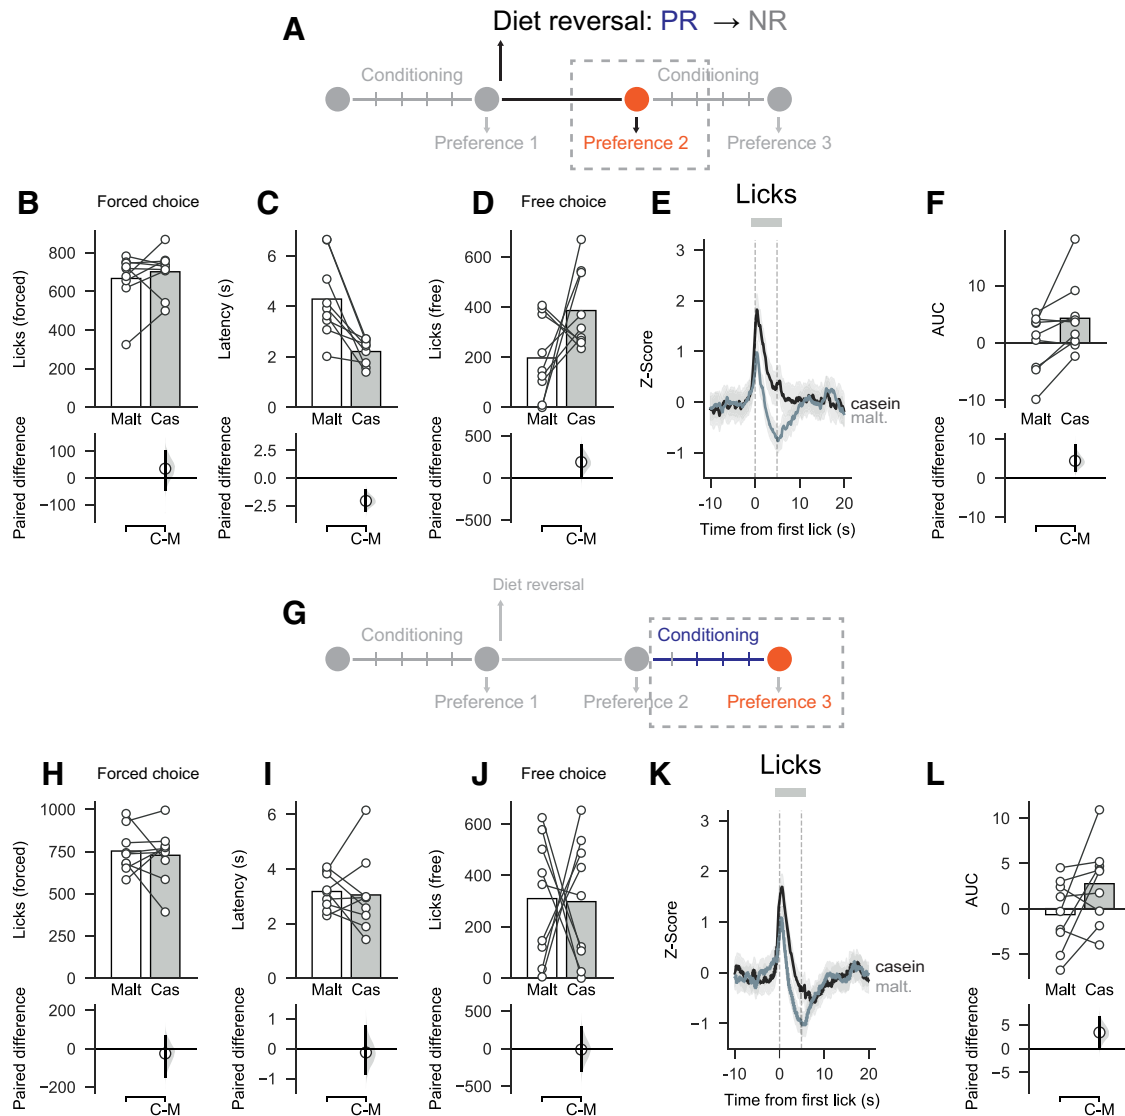 A
Diet reversal: PR → NR
Conditioning
Conditioning
Preference 1
Preference 2
Preference 3
B
Forced choice
Licks (forced)
800
600
400
200
0
Malt Cas
Paired difference
100
0
−100
C-M
C
Latency (s)
6
4
2
0
Malt Cas
Paired difference
2.5
0.0
−2.5
C-M
D
Free choice
Licks (free)
600
400
200
0
Malt Cas
Paired difference
500
0
−500
C-M
E
Licks
Z-Score
3
2
1
0
−1
casein
malt.
-10 0 10 20
Time from first lick (s)
F
AUC
10
0
−10
Malt Cas
Paired difference
10
0
−10
C-M
G
Diet reversal
Conditioning
Conditioning
Preference 1
Preference 2
Preference 3
H
Forced choice
Licks (forced)
1000
750
500
250
0
Malt Cas
Paired difference
200
0
−200
C-M
I
Latency (s)
6
4
2
0
Malt Cas
Paired difference
1
0
−1
C-M
J
Free choice
Licks (free)
600
400
200
0
Malt Cas
Paired difference
500
0
−500
C-M
K
Licks
Z-Score
3
2
1
0
−1
casein
malt.
-10 0 10 20
Time from first lick (s)
L
AUC
10
5
0
−5
Malt Cas
Paired difference
5
0
−5
C-M